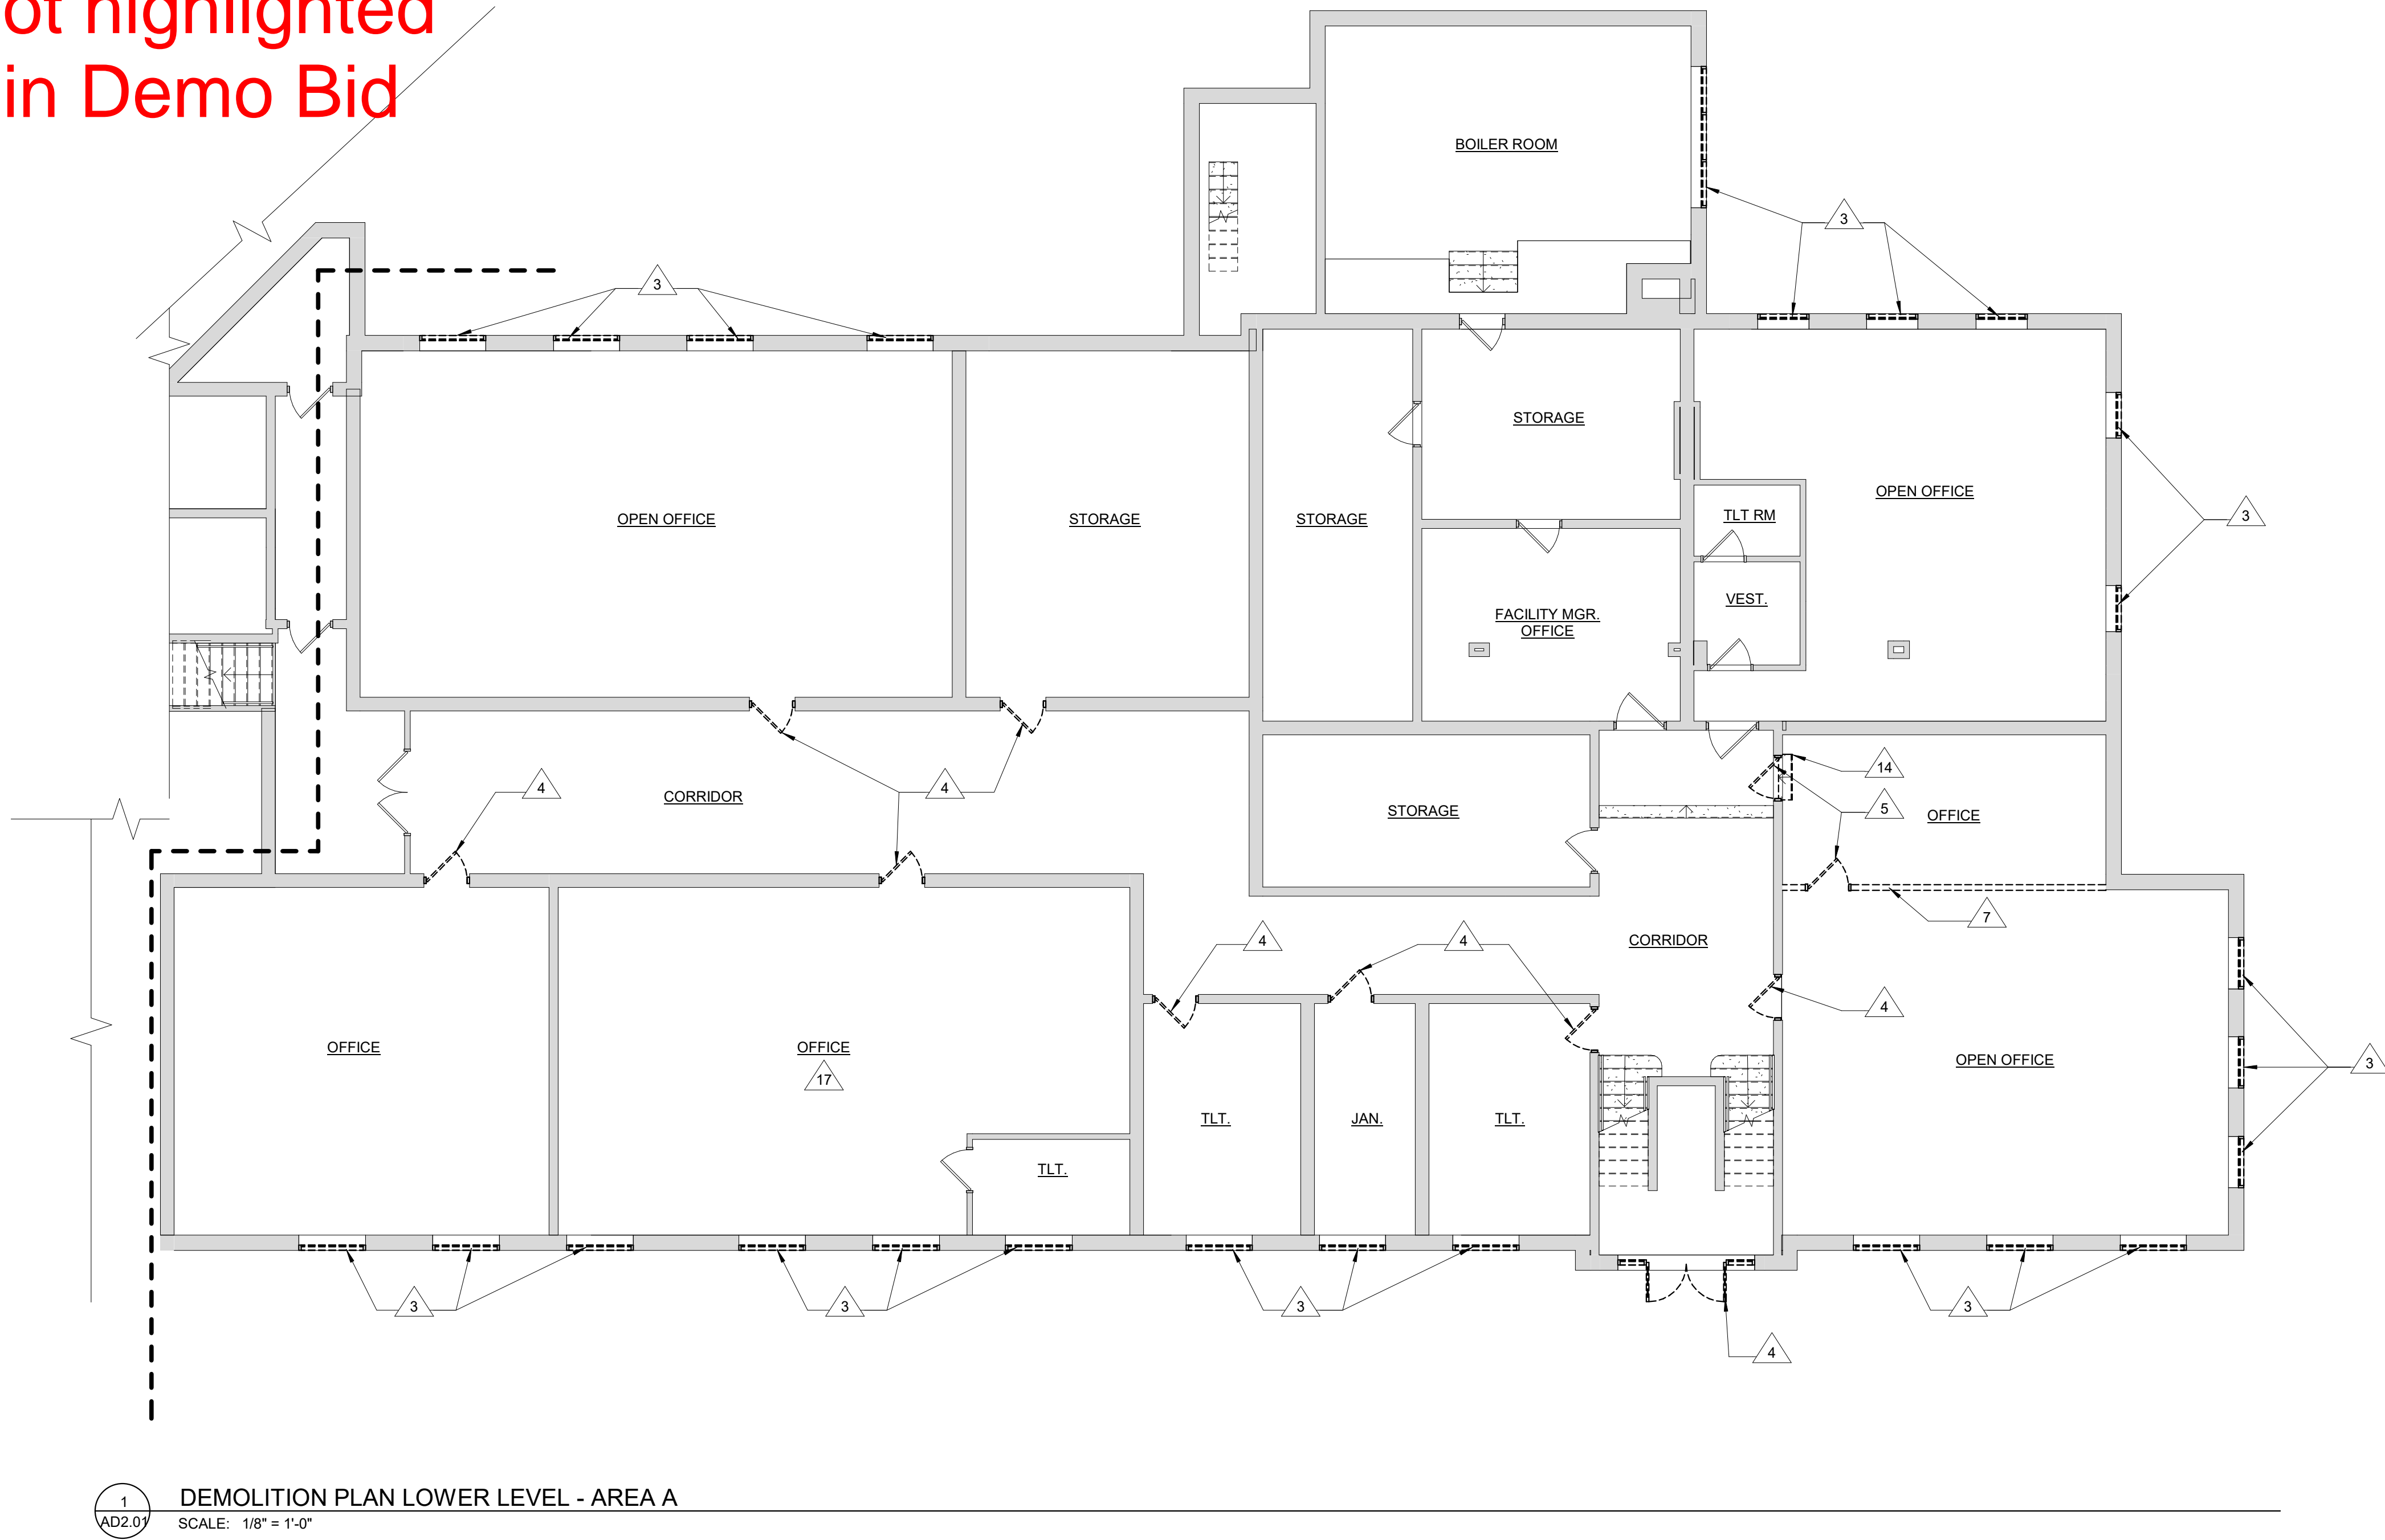 ot highlighted
in Demo Bid
BOILER ROOM
3
3
STORAGE
OPEN OFFICE
3
TLT RM
OPEN OFFICE
STORAGE
STORAGE
VEST.
FACILITY MGR.
OFFICE
14
4
4
CORRIDOR
5
STORAGE
OFFICE
7
4
4
CORRIDOR
4
OFFICE
OFFICE
17
OPEN OFFICE
3
TLT.
JAN.
TLT.
TLT.
3
3
3
3
4
1
AD2.01
DEMOLITION PLAN LOWER LEVEL - AREA A
SCALE: 1/8" = 1'-0"